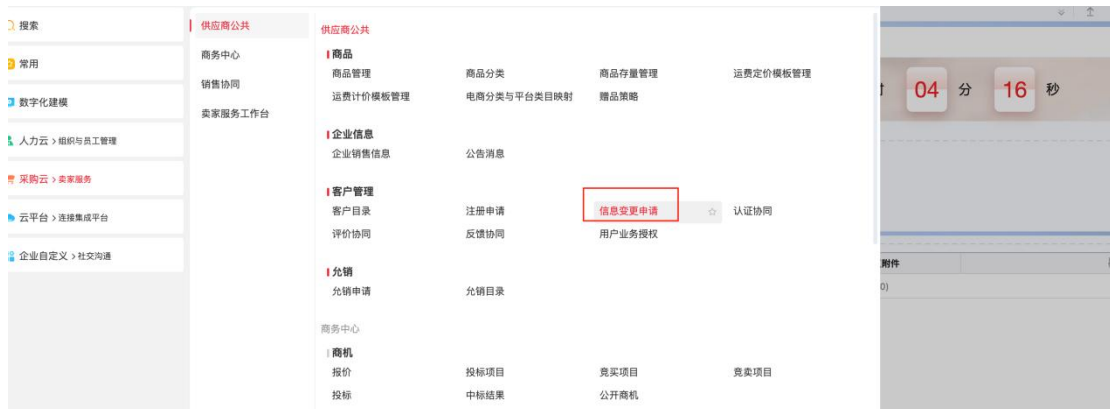 搜索
常用
数字化建模
人力云 > 组织与员工管理
采购云 > 卖家服务
云平台 > 连接集成平台
企业自定义 > 社交沟通
供应商公共
商务中心
销售协同
卖家服务工作台
供应商公共
商品
商品管理 商品分类 商品存量管理 运费定价模板管理
运费计价模板管理 电商分类与平台类目映射 赠品策略
企业信息
企业销售信息 公告消息
客户管理
客户目录 注册申请 信息变更申请 认证协同
评价协同 反馈协同 用户业务授权
允销
允销申请 允销目录
商务中心
商机
报价 投标项目 竞买项目 竞卖项目
投标 中标结果 公开商机
04 分 16 秒
附件
0)